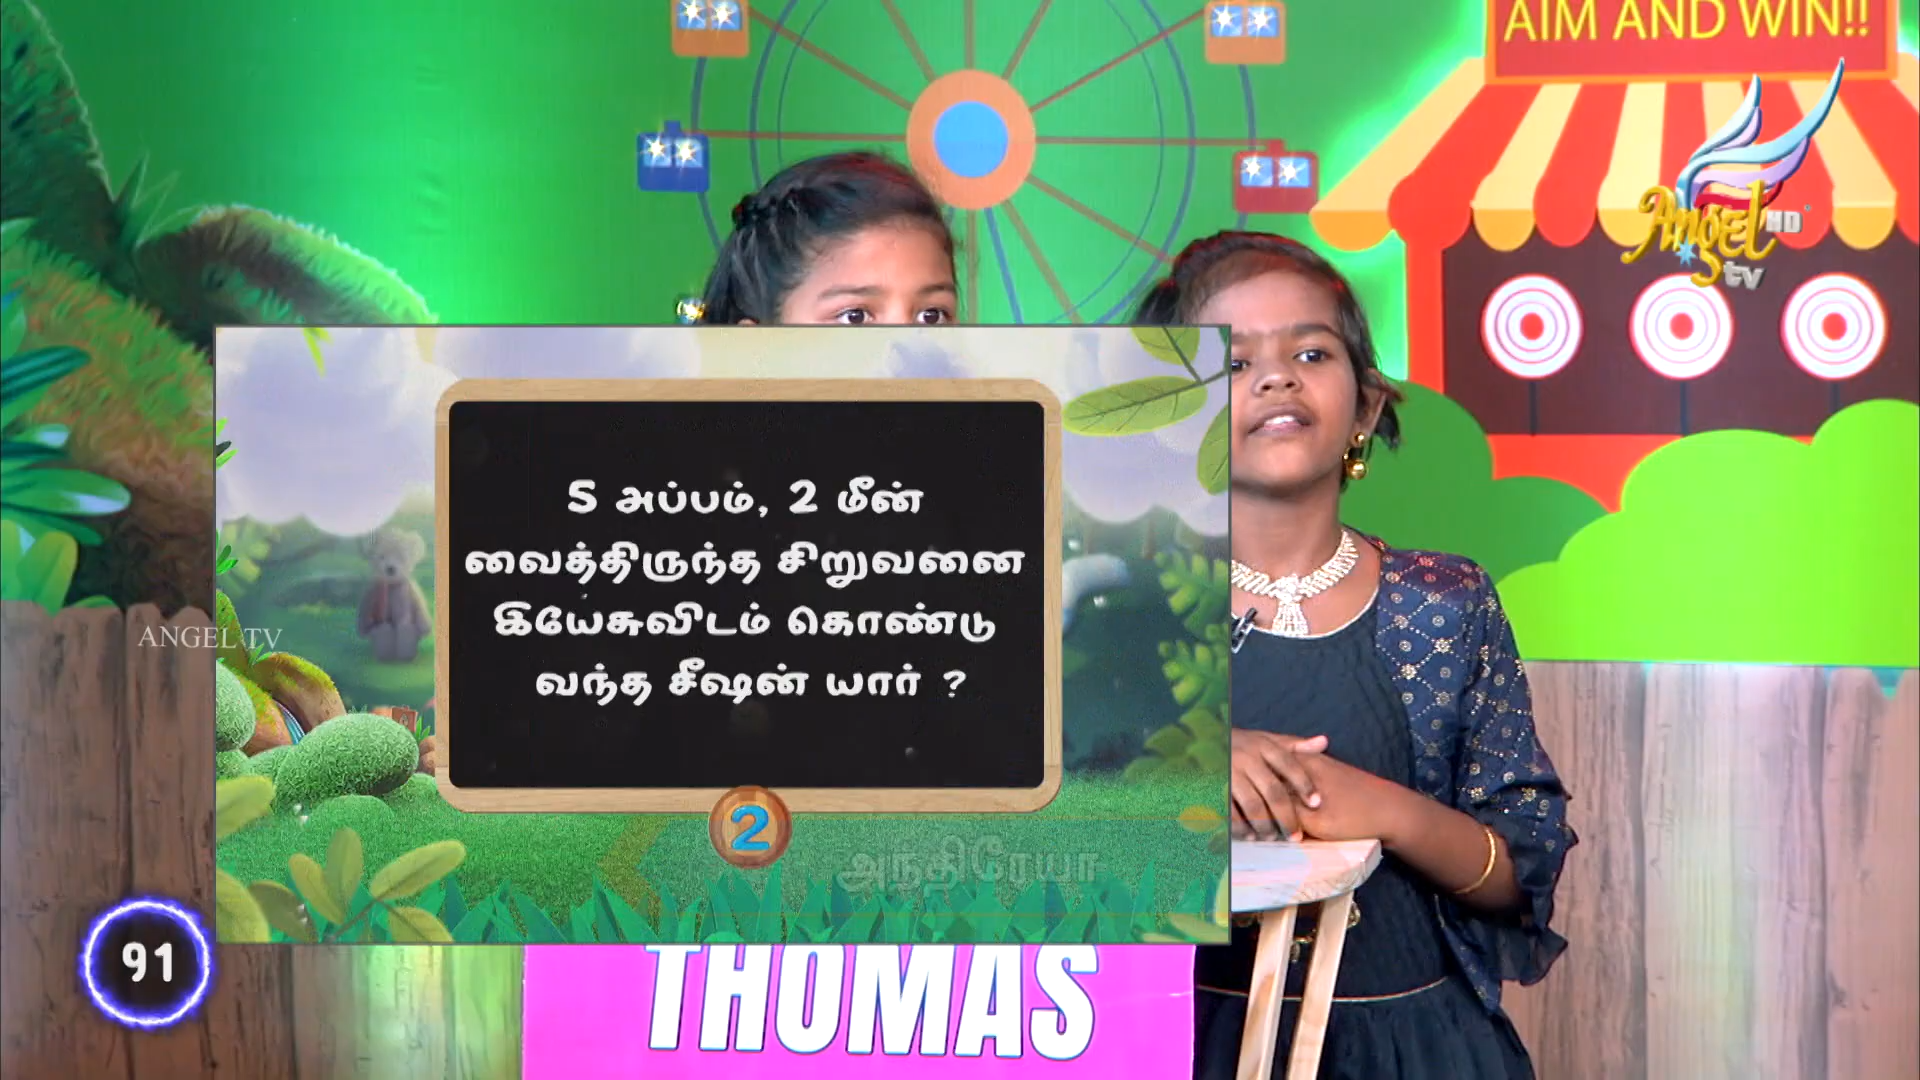 AIM AND WIN!!
Angel HD
tv
5 அப்பம், 2 மீன்
வைத்திருந்த சிறுவனை
இயேசுவிடம் கொண்டு
வந்த சீஷன் யார் ?
ANGEL TV
2
அந்திரேயா
91
THOMAS